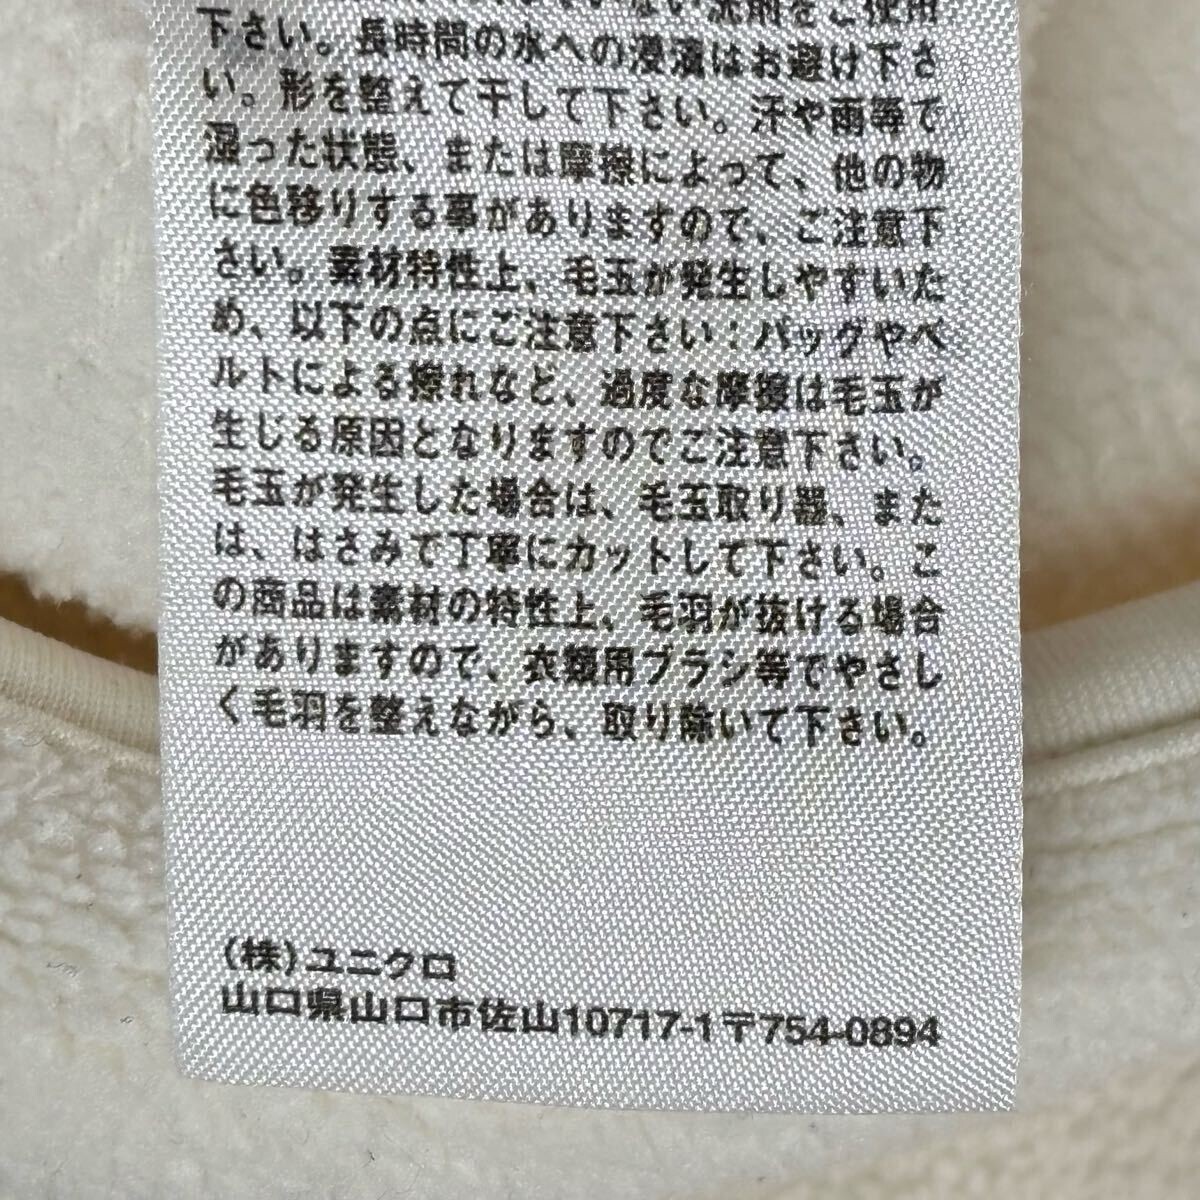 いない洗剤をご使用
下さい。長時間の水への浸漬はお避け下さ
い。形を整えて干して下さい。汗や雨等で
湿った状態、または摩擦によって、他の物
に色移りする事がありますので、ご注意下
さい。素材特性上、毛玉が発生しやすいた
め、以下の点にご注意下さい：バッグやベ
ルトによる擦れなど、過度な摩擦は毛玉が
生じる原因となりますのでご注意下さい。
毛玉が発生した場合は、毛玉取り器、また
は、はさみで丁寧にカットして下さい。こ
の商品は素材の特性上、毛羽が抜ける場合
がありますので、衣類用ブラシ等でやさし
く毛羽を整えながら、取り除いて下さい。
(株)ユニクロ
山口県山口市佐山10717-1〒754-0894